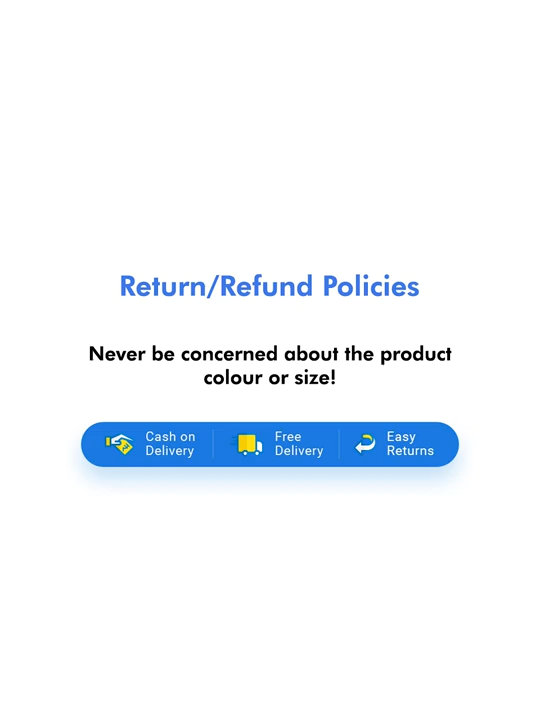 Return/Refund Policies
Never be concerned about the product
colour or size!
Cash on
Delivery
Free
Delivery
Easy
Returns